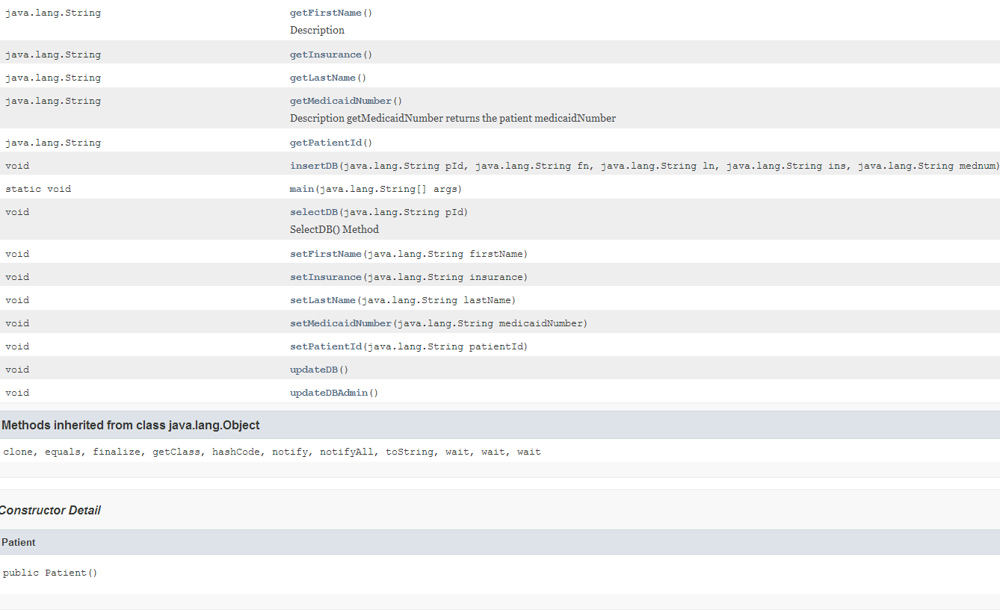 java.lang.String getFirstName()
Description
java.lang.String getInsurance()
java.lang.String getLastName()
java.lang.String getMedicaidNumber()
Description getMedicaidNumber returns the patient medicaidNumber
java.lang.String getPatientId()
void insertDB(java.lang.String pId, java.lang.String fn, java.lang.String ln, java.lang.String ins, java.lang.String mednum)
static void main(java.lang.String[] args)
void selectDB(java.lang.String pId)
SelectDB() Method
void setFirstName(java.lang.String firstName)
void setInsurance(java.lang.String insurance)
void setLastName(java.lang.String lastName)
void setMedicaidNumber(java.lang.String medicaidNumber)
void setPatientId(java.lang.String patientId)
void updateDB()
void updateDBAdmin()
Methods inherited from class java.lang.Object
clone, equals, finalize, getClass, hashCode, notify, notifyAll, toString, wait, wait, wait
Constructor Detail
Patient
public Patient()